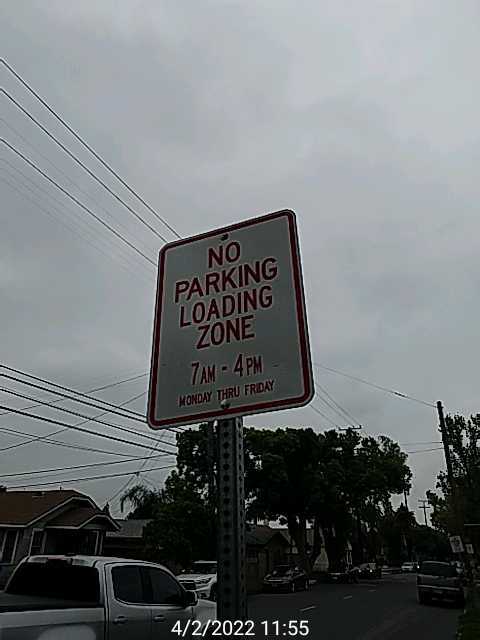 NO
PARKING
LOADING
ZONE
7AM - 4PM
MONDAY THRU FRIDAY
4/2/2022 11:55